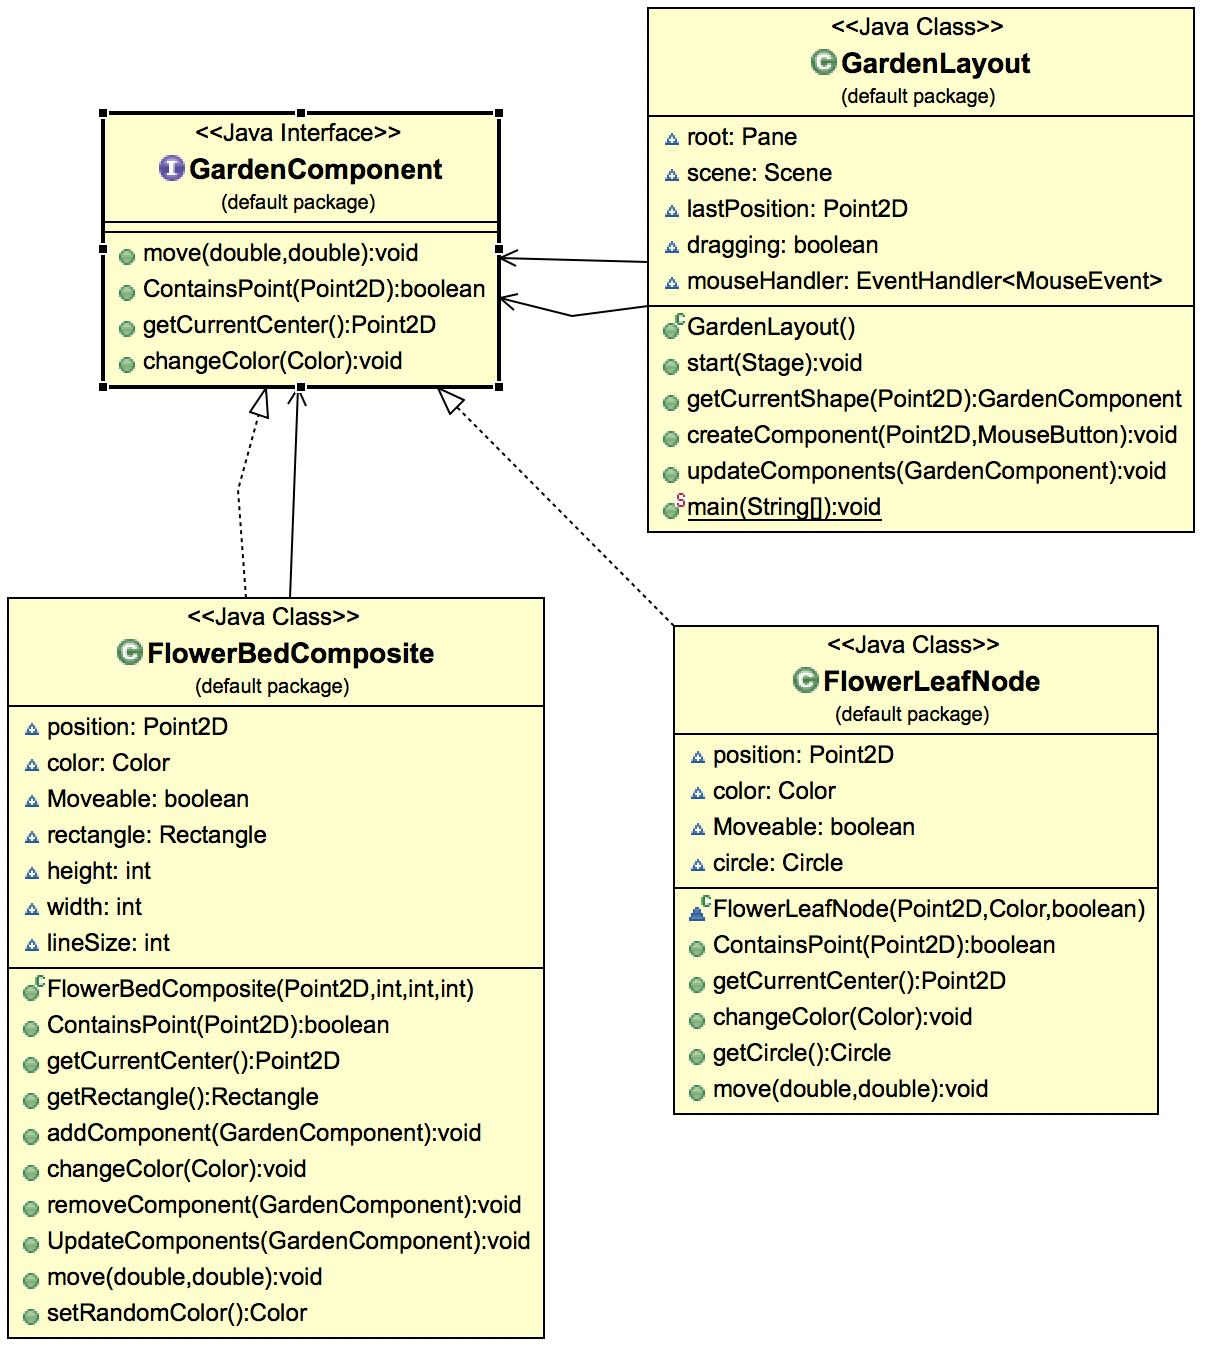 <<Java Interface>>
GardenComponent
(default package)
move(double,double):void
ContainsPoint(Point2D):boolean
getCurrentCenter():Point2D
changeColor(Color):void
<<Java Class>>
GardenLayout
(default package)
root: Pane
scene: Scene
lastPosition: Point2D
dragging: boolean
mouseHandler: EventHandler<MouseEvent>
GardenLayout()
start(Stage):void
getCurrentShape(Point2D):GardenComponent
createComponent(Point2D,MouseButton):void
updateComponents(GardenComponent):void
main(String[]):void
<<Java Class>>
FlowerBedComposite
(default package)
position: Point2D
color: Color
Moveable: boolean
rectangle: Rectangle
height: int
width: int
lineSize: int
FlowerBedComposite(Point2D,int,int,int)
ContainsPoint(Point2D):boolean
getCurrentCenter():Point2D
getRectangle():Rectangle
addComponent(GardenComponent):void
changeColor(Color):void
removeComponent(GardenComponent):void
UpdateComponents(GardenComponent):void
move(double,double):void
setRandomColor():Color
<<Java Class>>
FlowerLeafNode
(default package)
position: Point2D
color: Color
Moveable: boolean
circle: Circle
FlowerLeafNode(Point2D,Color,boolean)
ContainsPoint(Point2D):boolean
getCurrentCenter():Point2D
changeColor(Color):void
getCircle():Circle
move(double,double):void